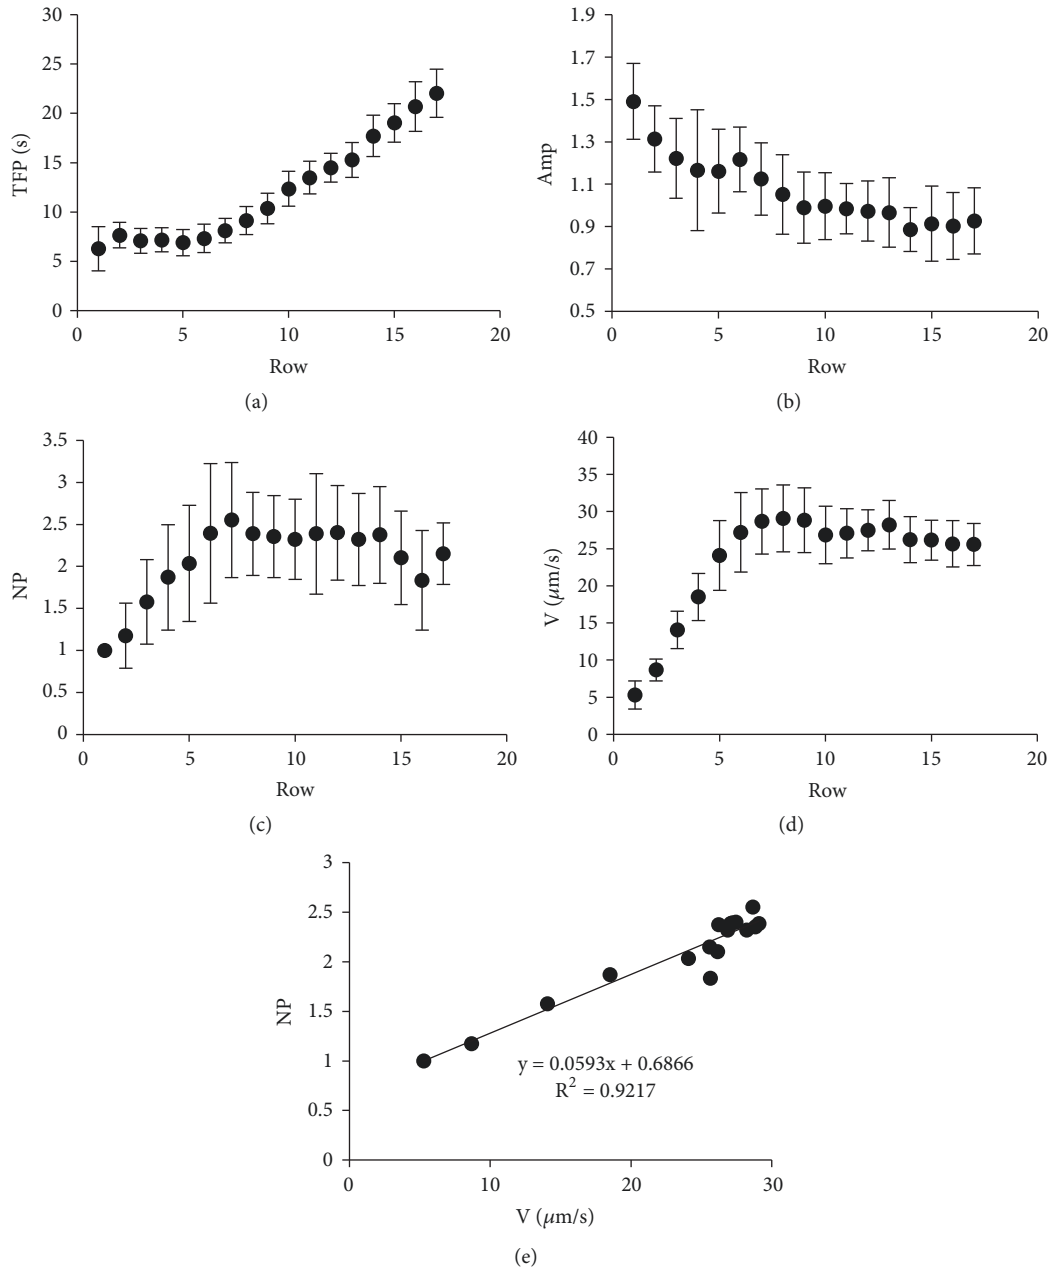 30
25
20
15
10
5
0
TFP (s)
0 5 10 15 20
Row
(a)
1.9
1.7
1.5
1.3
1.1
0.9
0.7
0.5
Amp
0 5 10 15 20
Row
(b)
3.5
3
2.5
2
1.5
1
0.5
0
NP
0 5 10 15 20
Row
(c)
40
35
30
25
20
15
10
5
0
V (μm/s)
0 5 10 15 20
Row
(d)
3
2.5
2
1.5
1
0.5
0
NP
y = 0.0593x + 0.6866
R² = 0.9217
0 10 20 30
V (μm/s)
(e)